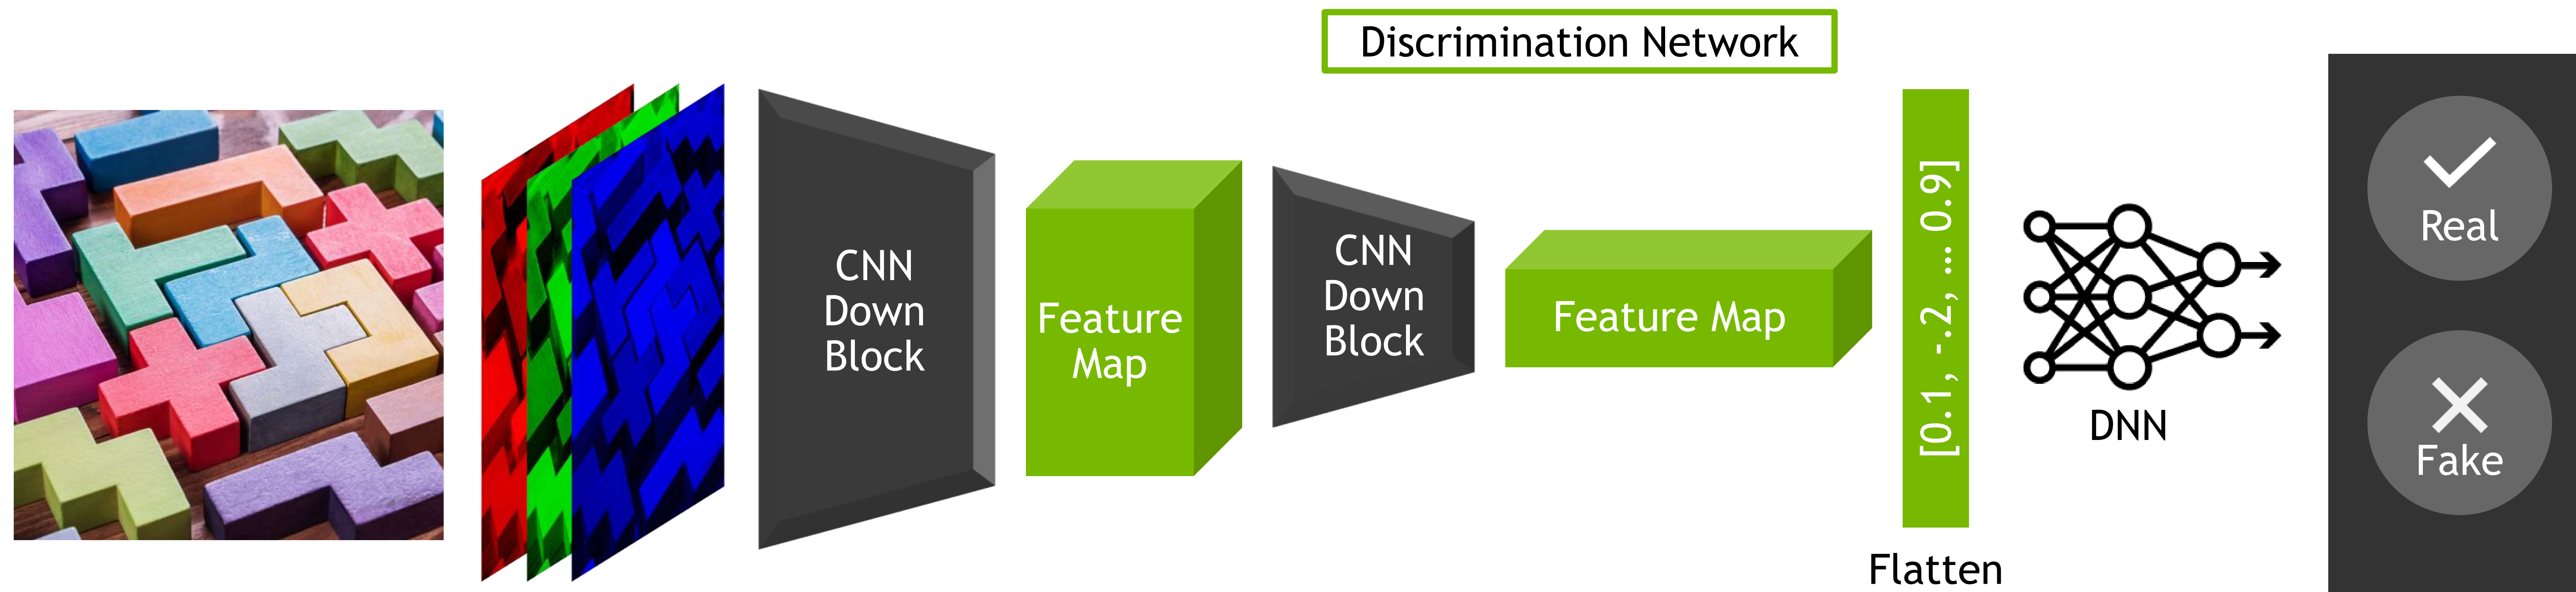 Discrimination Network
CNN
Down
Block
Feature
Map
CNN
Down
Block
Feature Map
[0.1, -.2, ... 0.9]
Flatten
DNN
Real
Fake